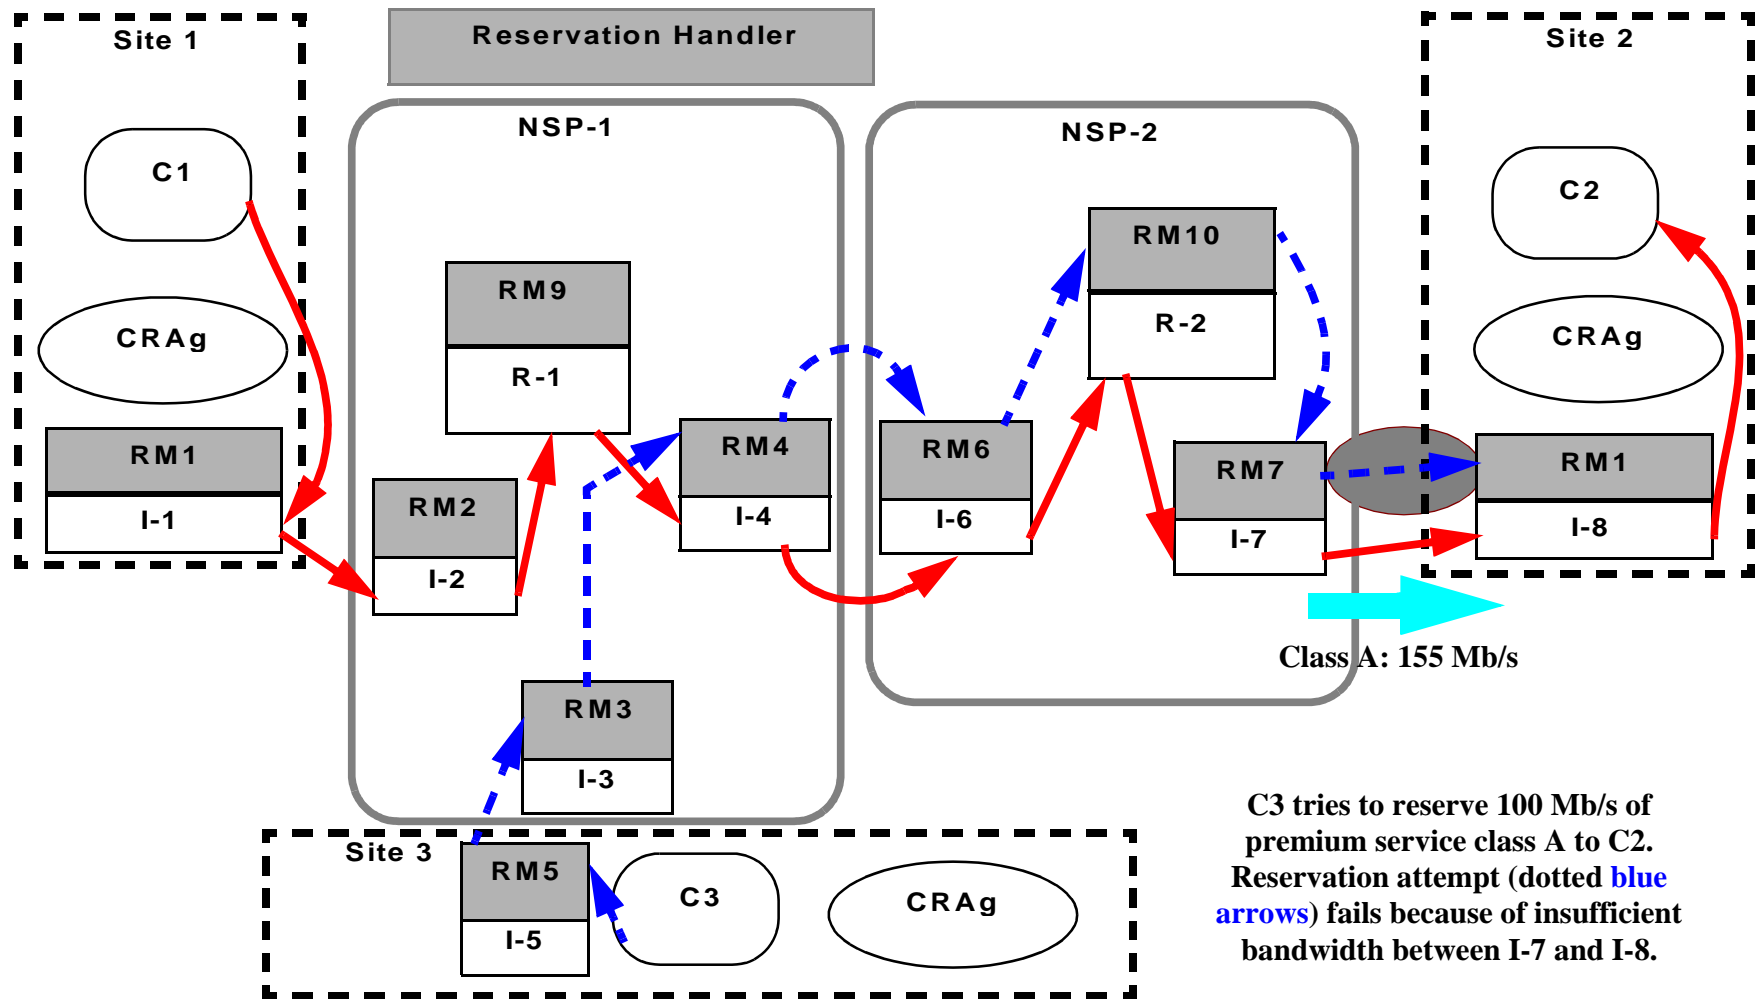 Site 1
Reservation Handler
Site 2
NSP-1
NSP-2
C1
C2
RM9
R-1
RM10
R-2
CRAg
CRAg
RM1
I-1
RM2
I-2
RM4
I-4
RM6
I-6
RM7
I-7
RM1
I-8
Class A: 155 Mb/s
RM3
I-3
Site 3
RM5
I-5
C3
CRAg
C3 tries to reserve 100 Mb/s of
premium service class A to C2.
Reservation attempt (dotted blue
arrows) fails because of insufficient
bandwidth between I-7 and I-8.